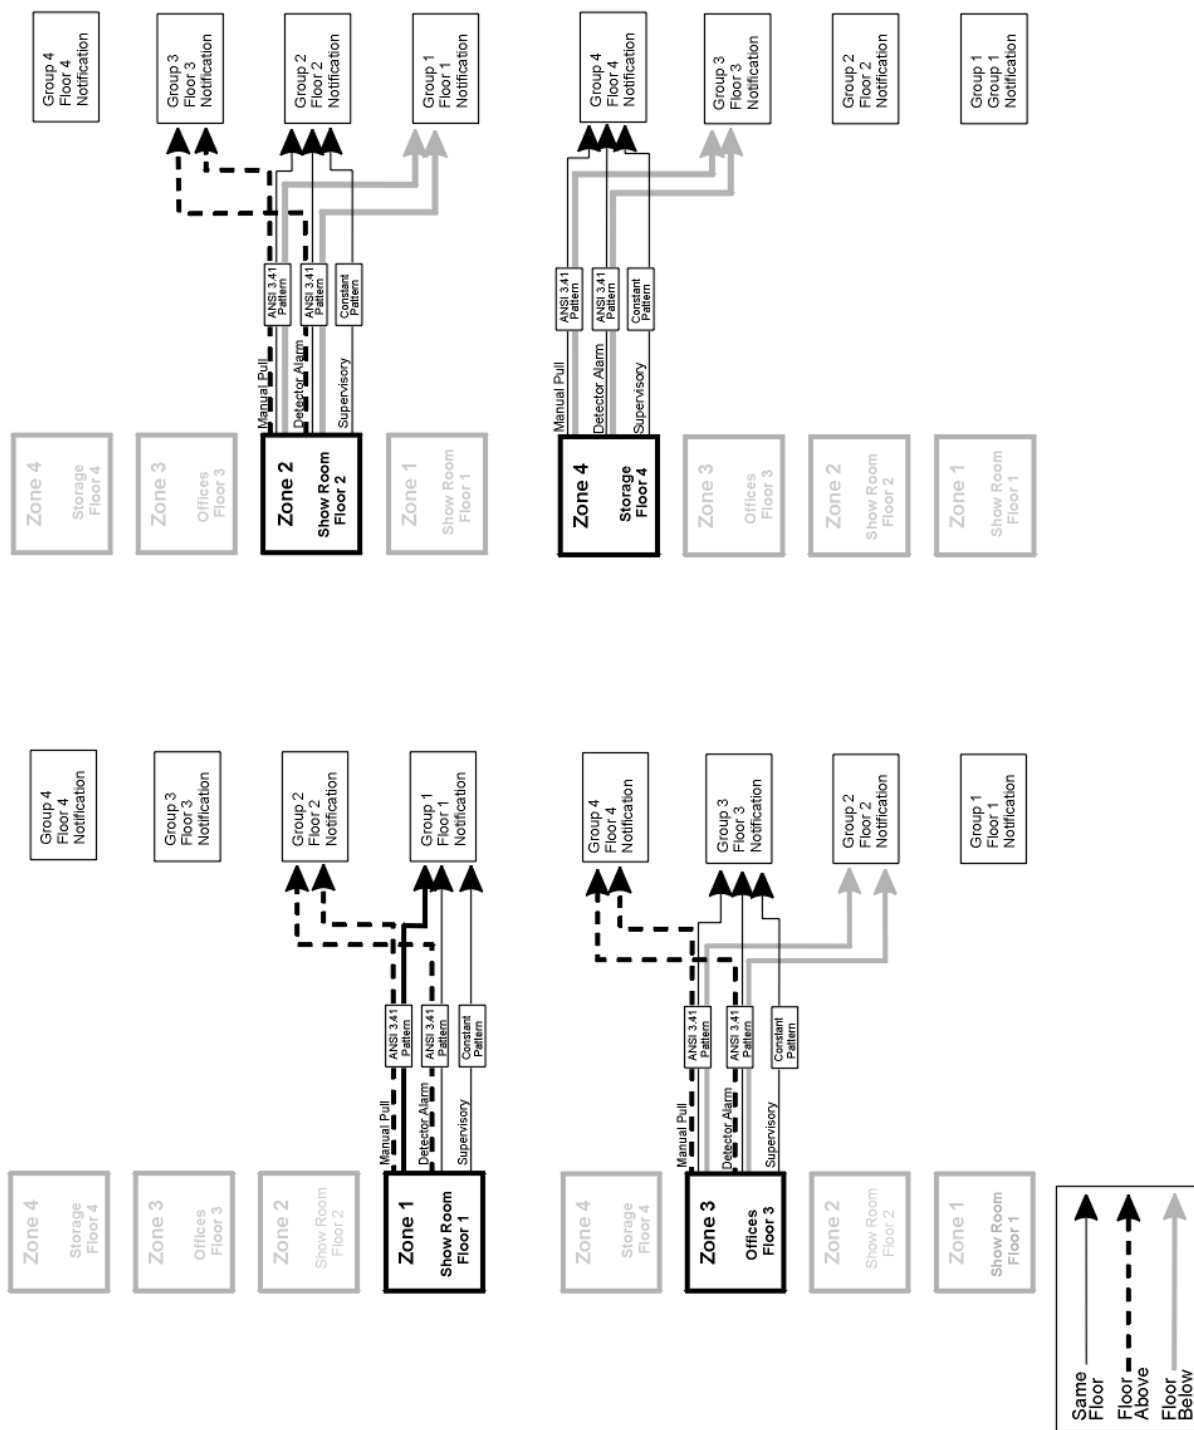 Zone 4
Storage
Floor 4
Group 4
Floor 4
Notification
Zone 3
Offices
Floor 3
Group 3
Floor 3
Notification
Zone 2
Show Room
Floor 2
Group 2
Floor 2
Notification
Zone 1
Show Room
Floor 1
Manual Pull
ANSI 3.41
Pattern
Detector Alarm
ANSI 3.41
Pattern
Supervisory
Constant
Pattern
Group 1
Floor 1
Notification
Zone 4
Storage
Floor 4
Group 4
Floor 4
Notification
Zone 3
Offices
Floor 3
Group 3
Floor 3
Notification
Zone 2
Show Room
Floor 2
Manual Pull
ANSI 3.41
Pattern
Detector Alarm
ANSI 3.41
Pattern
Supervisory
Constant
Pattern
Group 2
Floor 2
Notification
Zone 1
Show Room
Floor 1
Group 1
Floor 1
Notification
Zone 4
Storage
Floor 4
Group 4
Floor 4
Notification
Zone 3
Offices
Floor 3
Manual Pull
ANSI 3.41
Pattern
Detector Alarm
ANSI 3.41
Pattern
Supervisory
Constant
Pattern
Group 3
Floor 3
Notification
Zone 2
Show Room
Floor 2
Group 2
Floor 2
Notification
Zone 1
Show Room
Floor 1
Group 1
Floor 1
Notification
Zone 4
Storage
Floor 4
Manual Pull
ANSI 3.41
Pattern
Detector Alarm
ANSI 3.41
Pattern
Supervisory
Constant
Pattern
Group 4
Floor 4
Notification
Zone 3
Offices
Floor 3
Group 3
Floor 3
Notification
Zone 2
Show Room
Floor 2
Group 2
Floor 2
Notification
Zone 1
Show Room
Floor 1
Group 1
Group 1
Notification
Same
Floor
Floor
Above
Floor
Below